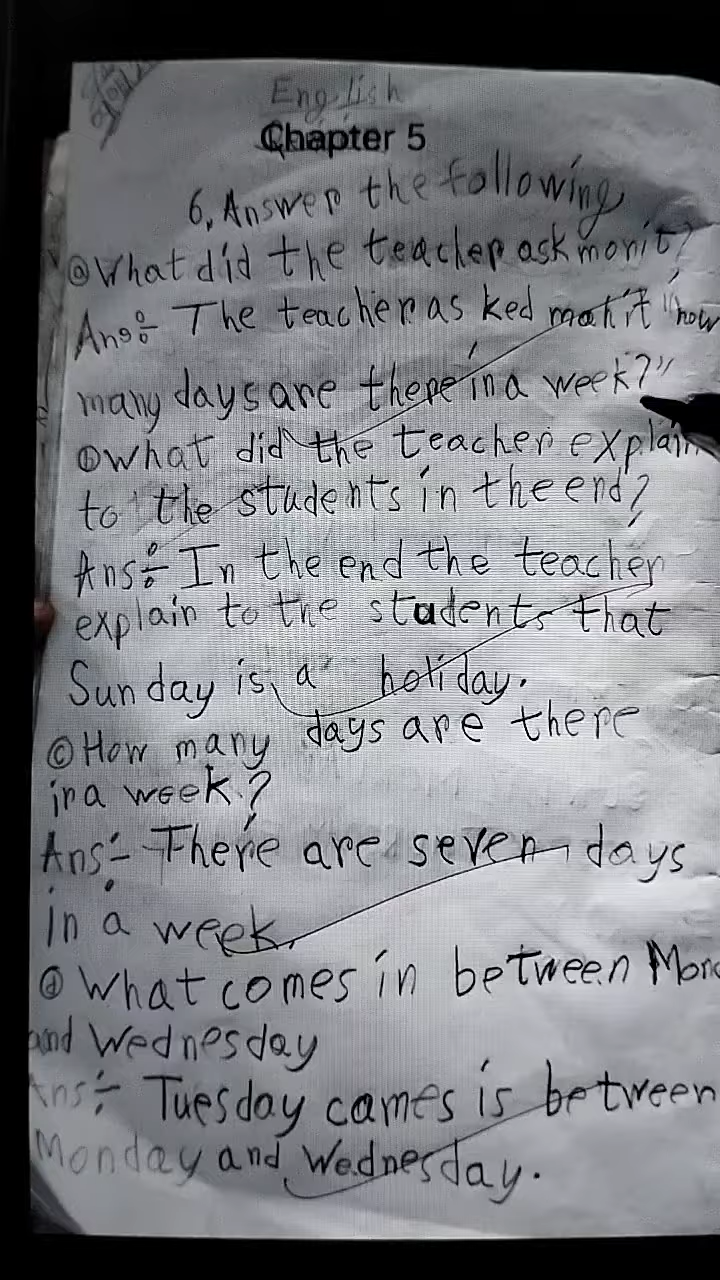 English
Chapter 5
6. Answer the following
ⓐ What did the teacher ask monit?
Ans÷ The teacher as ked monit "how
many days are there in a week?"
ⓑ what did the teacher explain
to the students in the end?
Ans÷ In the end the teacher
explain to the students that
Sunday is a holiday.
ⓒ How many days are there
in a week?
Ans:- There are seven days
in a week.
ⓓ What comes in between
and Wednesday
Ans:- Tuesday cames is between
Monday and Wednesday.